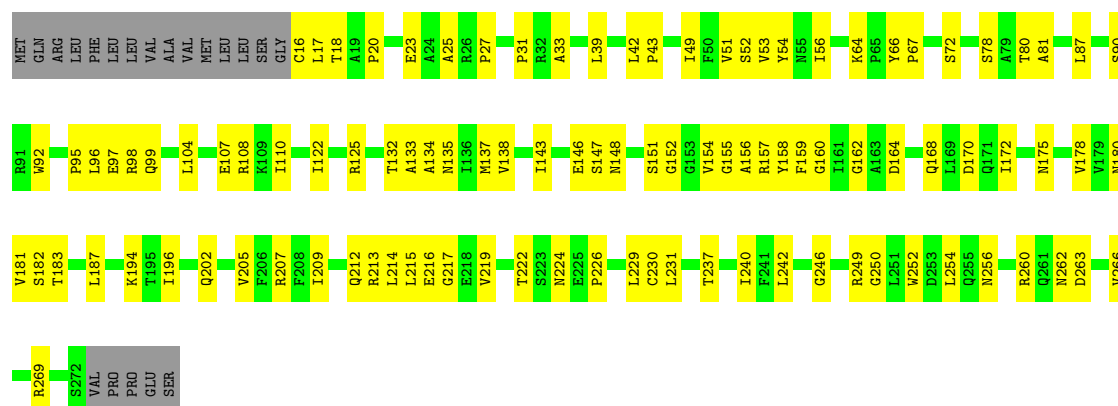 MET GLN ARG LEU PHE LEU LEU VAL ALA VAL MET LEU LEU SER GLY C16 L17 T18 A19 P20 E23 A24 A25 R26 P27 P31 R32 A33 L39 L42 P43 I49 F50 V51 S52 V53 Y54 N55 I56 K64 P65 Y66 P67 S72 S78 A79 T80 A81 L87 S90
R91 W92 P95 L96 E97 R98 Q99 L104 E107 R108 K109 I110 I122 R125 T132 A133 A134 N135 I136 M137 V138 I143 E146 S147 N148 S151 G152 G153 V154 G155 A156 R157 Y158 F159 G160 I161 G162 A163 D164 Q168 L169 D170 Q171 I172 N175 V178 V179 N180
V181 S182 T183 L187 K194 T195 I196 Q202 V205 F206 R207 F208 I209 Q212 R213 L214 L215 E216 G217 E218 V219 T222 S223 N224 E225 P226 L229 C230 L231 T237 I240 F241 L242 G246 R249 G250 L251 W252 D253 L254 Q255 N256 R260 Q261 N262 D263 V266
R269 S272 VAL PRO PRO GLU SER